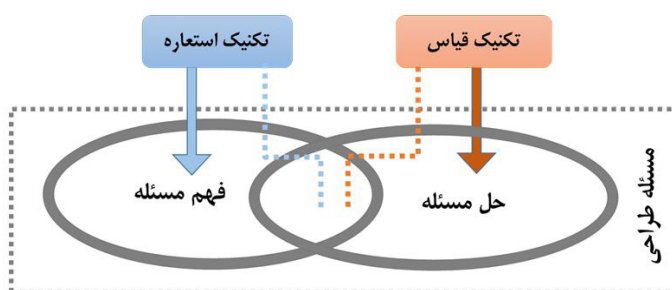 تکنیک قیاس
تکنیک استعاره
حل مسئله
فهم مسئله
مسئله طراحی